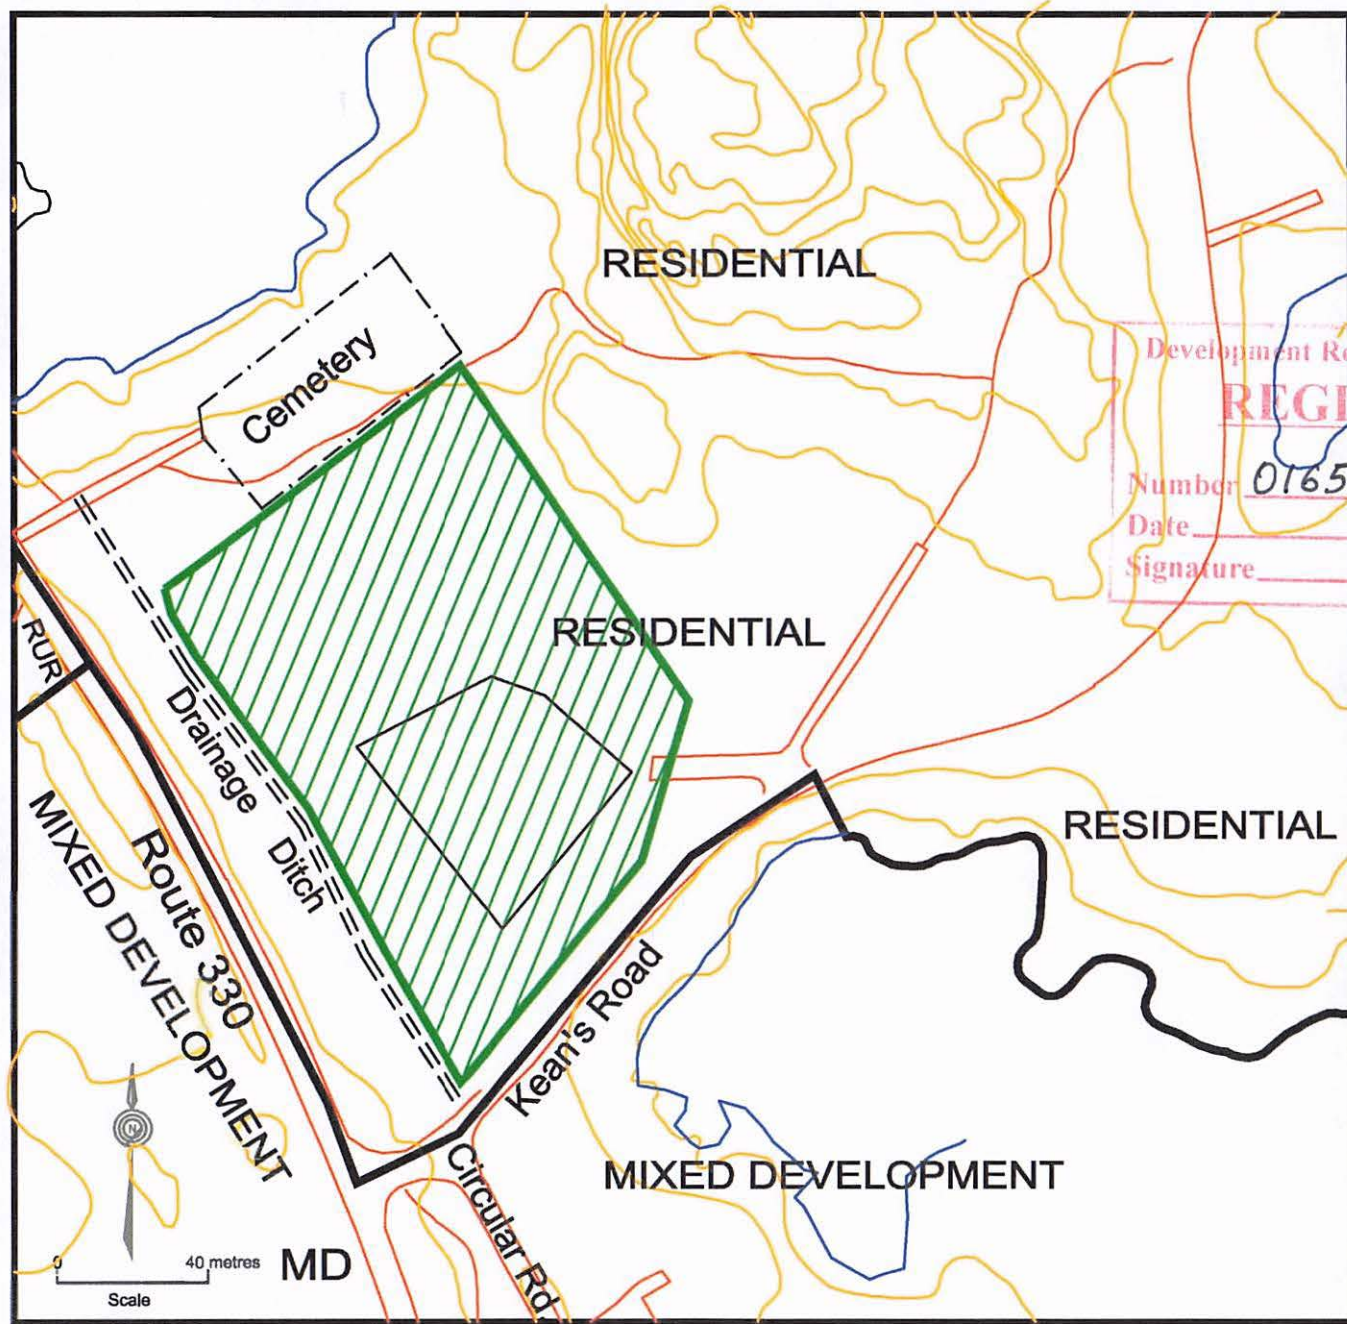 RESIDENTIAL
Cemetery
Development
REGI
Number 0165
Date
Signature
RESIDENTIAL
RUR
Drainage Ditch
RESIDENTIAL
MIXED DEVELOPMENT
Route 330
Kean's Road
Circular Rd
MIXED DEVELOPMENT
N
0 40 metres
Scale
MD